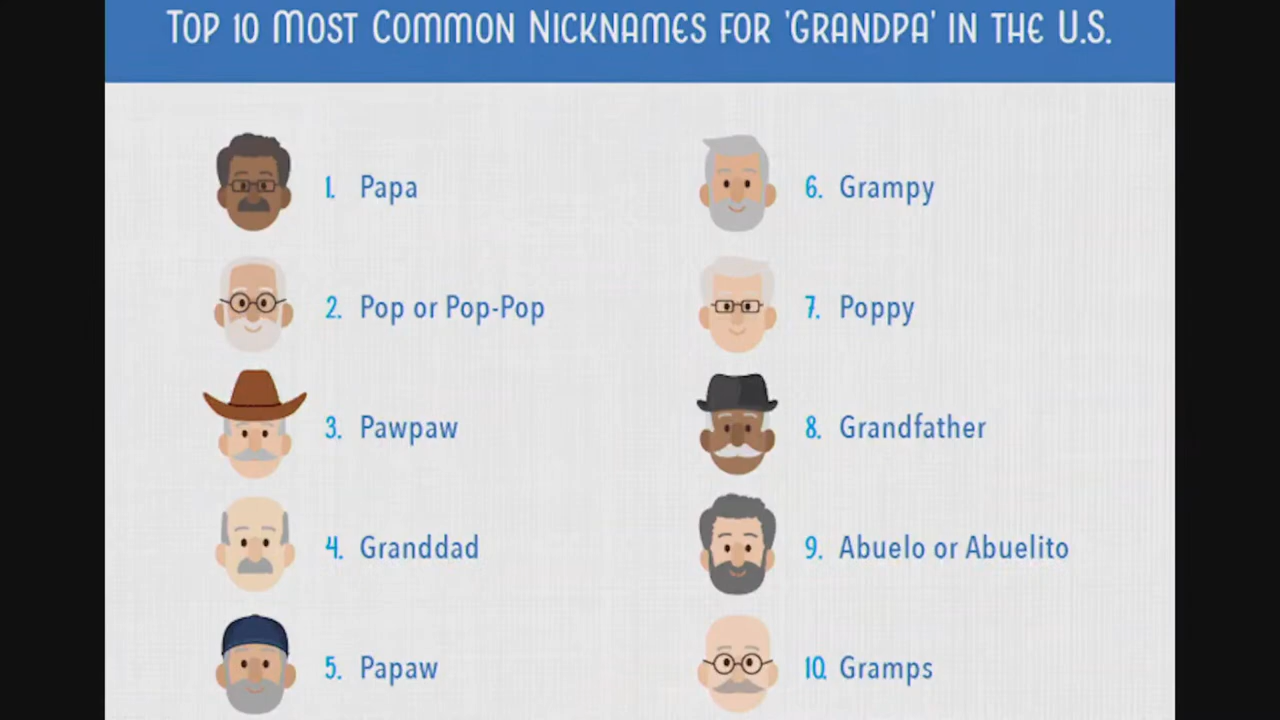 Top 10 Most Common Nicknames for 'Grandpa' in the U.S.
1. Papa
2. Pop or Pop-Pop
3. Pawpaw
4. Granddad
5. Papaw
6. Grampy
7. Poppy
8. Grandfather
9. Abuelo or Abuelito
10. Gramps